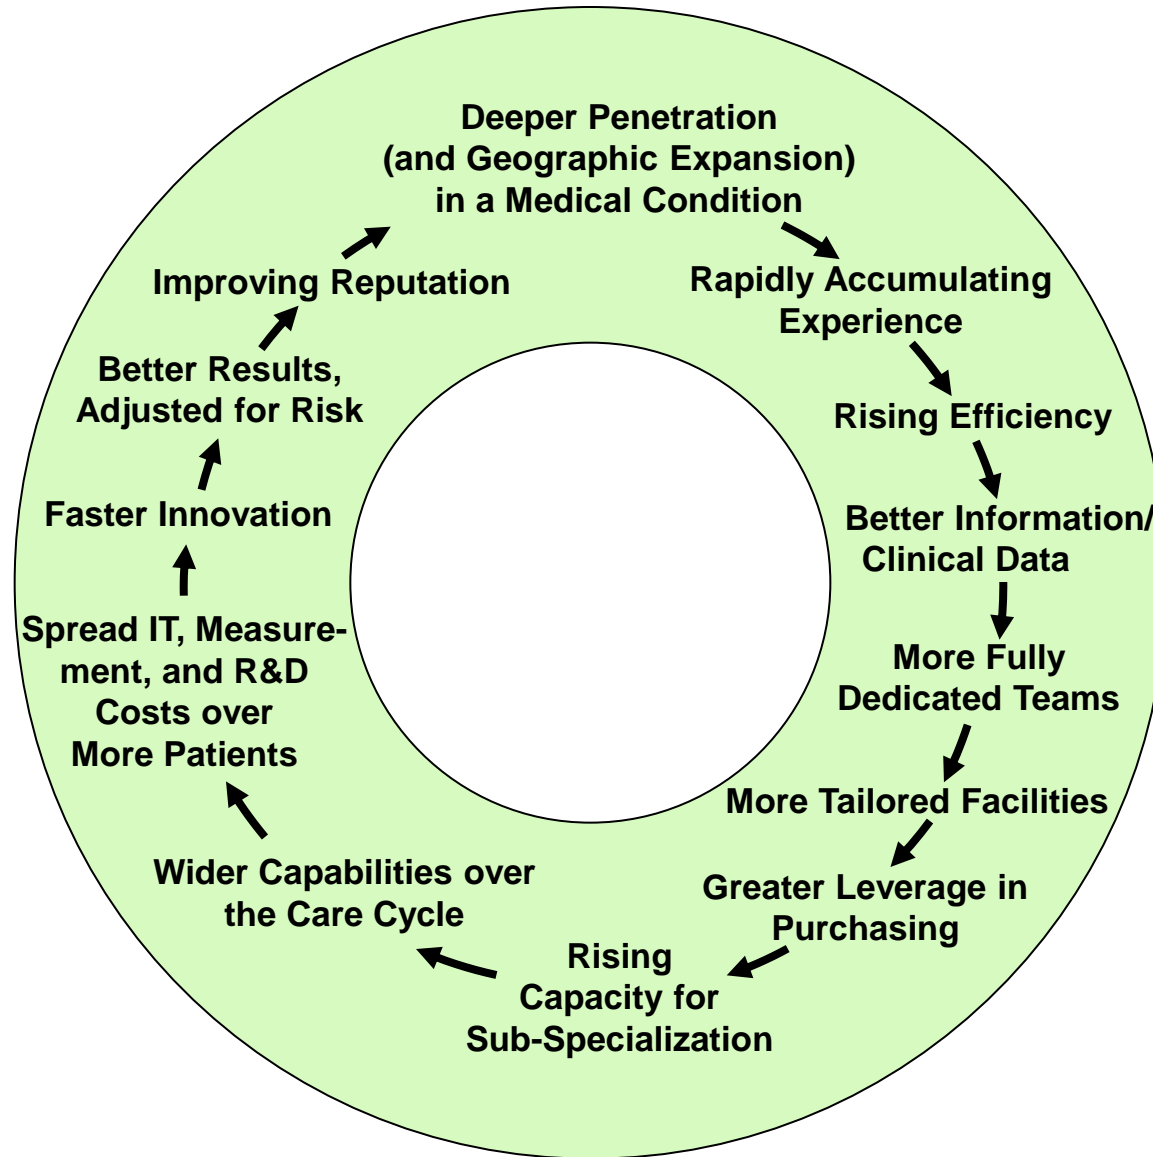 Deeper Penetration
(and Geographic Expansion)
in a Medical Condition
Rapidly Accumulating
Experience
Rising Efficiency
Better Information/
Clinical Data
More Fully
Dedicated Teams
More Tailored Facilities
Greater Leverage in
Purchasing
Rising
Capacity for
Sub-Specialization
Wider Capabilities over
the Care Cycle
Spread IT, Measure-
ment, and R&D
Costs over
More Patients
Faster Innovation
Better Results,
Adjusted for Risk
Improving Reputation